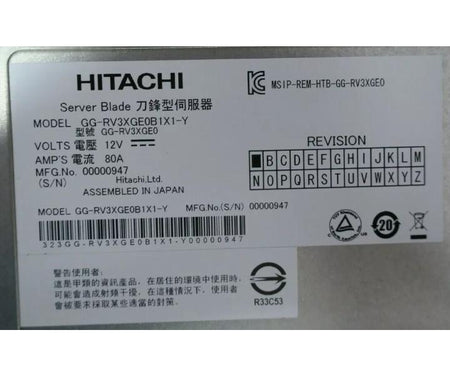 HITACHI
Server Blade 刀鋒型伺服器
MODEL GG-RV3XGE0B1X1-Y
型號 GG-RV3XGE0
VOLTS 電壓 12V
AMP'S 電流 80A
MFG.No. 00000947
(S/N) Hitachi,Ltd.
ASSEMBLED IN JAPAN
MSIP-REM-HTB-GG-RV3XGE0
REVISION
B C D E F G H I J K L M
N O P Q R S T U V W X Y Z
MODEL GG-RV3XGE0B1X1-Y MFG.No.(S/N) 00000947
323GG-RV3XGE0B1X1-Y00000947
20
警告使用者：
這是甲類的資訊產品，在居住的環境中使用時，
可能會造成射頻干擾，在這種情況下，使用者會
被要求採取某些適當的對策。
R33C53